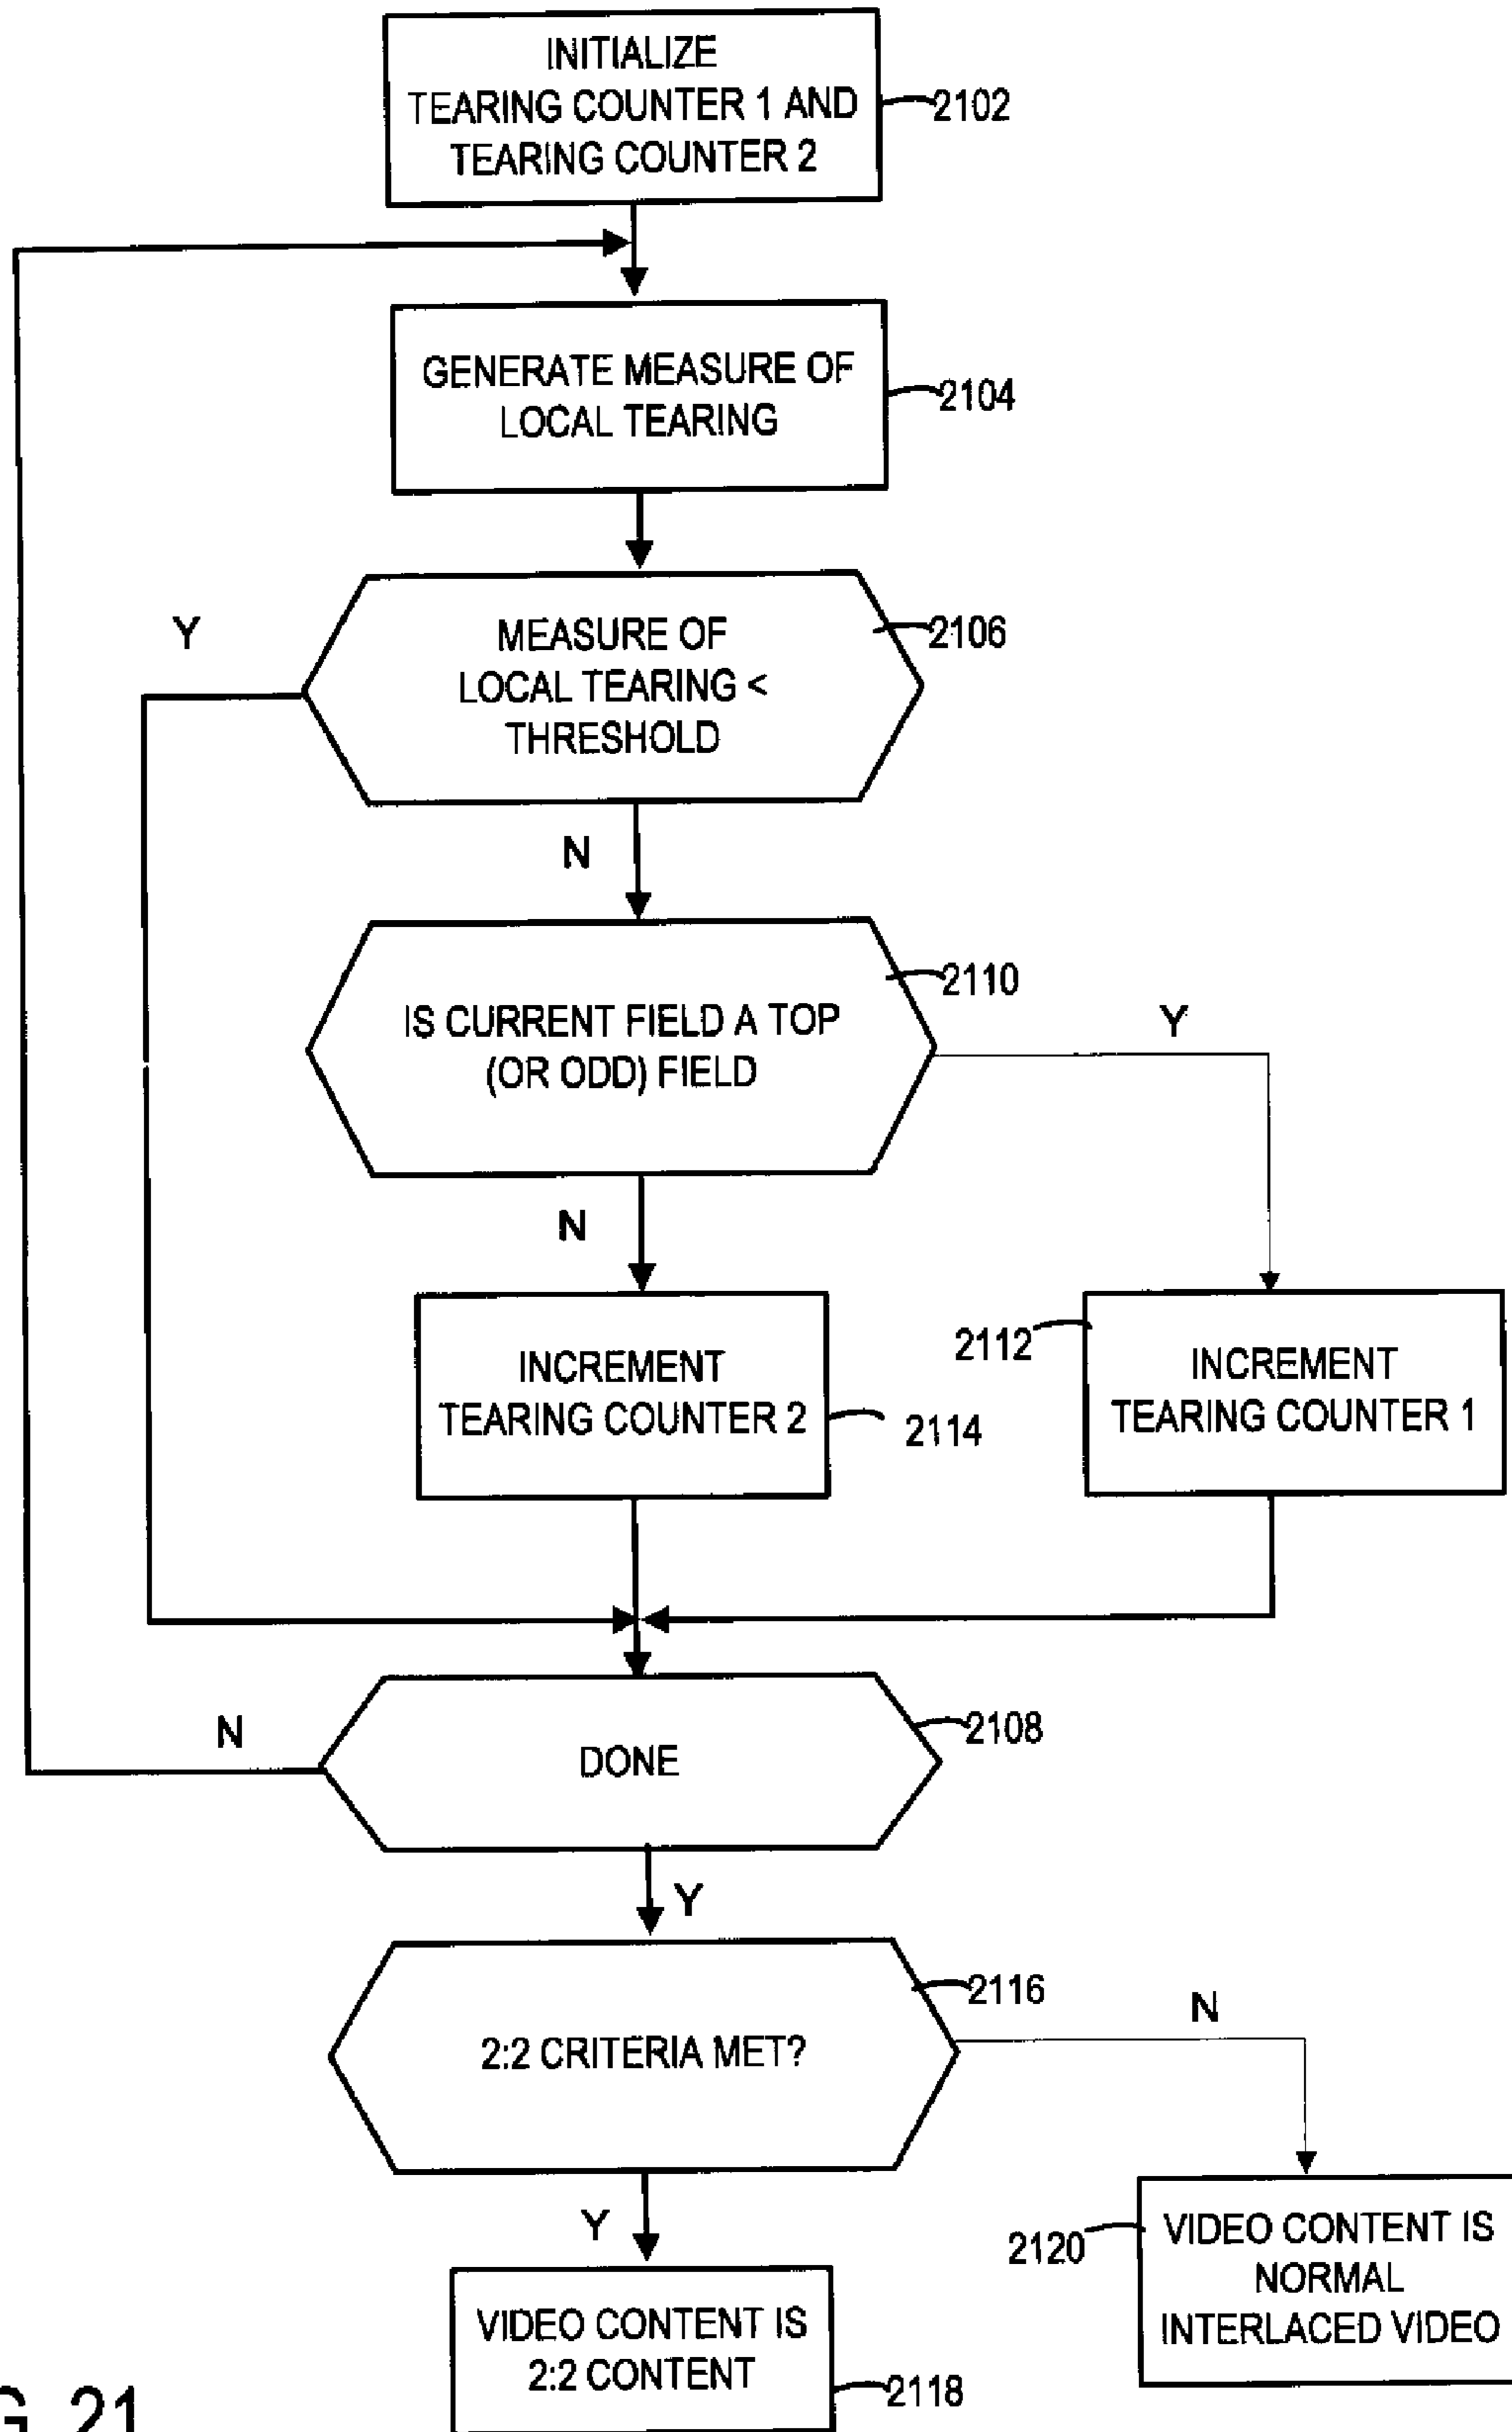 INITIALIZE
TEARING COUNTER 1 AND
TEARING COUNTER 2
2102
GENERATE MEASURE OF
LOCAL TEARING
2104
Y
MEASURE OF
LOCAL TEARING <
THRESHOLD
2106
N
IS CURRENT FIELD A TOP
(OR ODD) FIELD
2110
Y
N
INCREMENT
TEARING COUNTER 2
2114
2112
INCREMENT
TEARING COUNTER 1
N
DONE
2108
Y
2:2 CRITERIA MET?
2116
N
Y
VIDEO CONTENT IS
2:2 CONTENT
2118
2120
VIDEO CONTENT IS
NORMAL
INTERLACED VIDEO
G 21